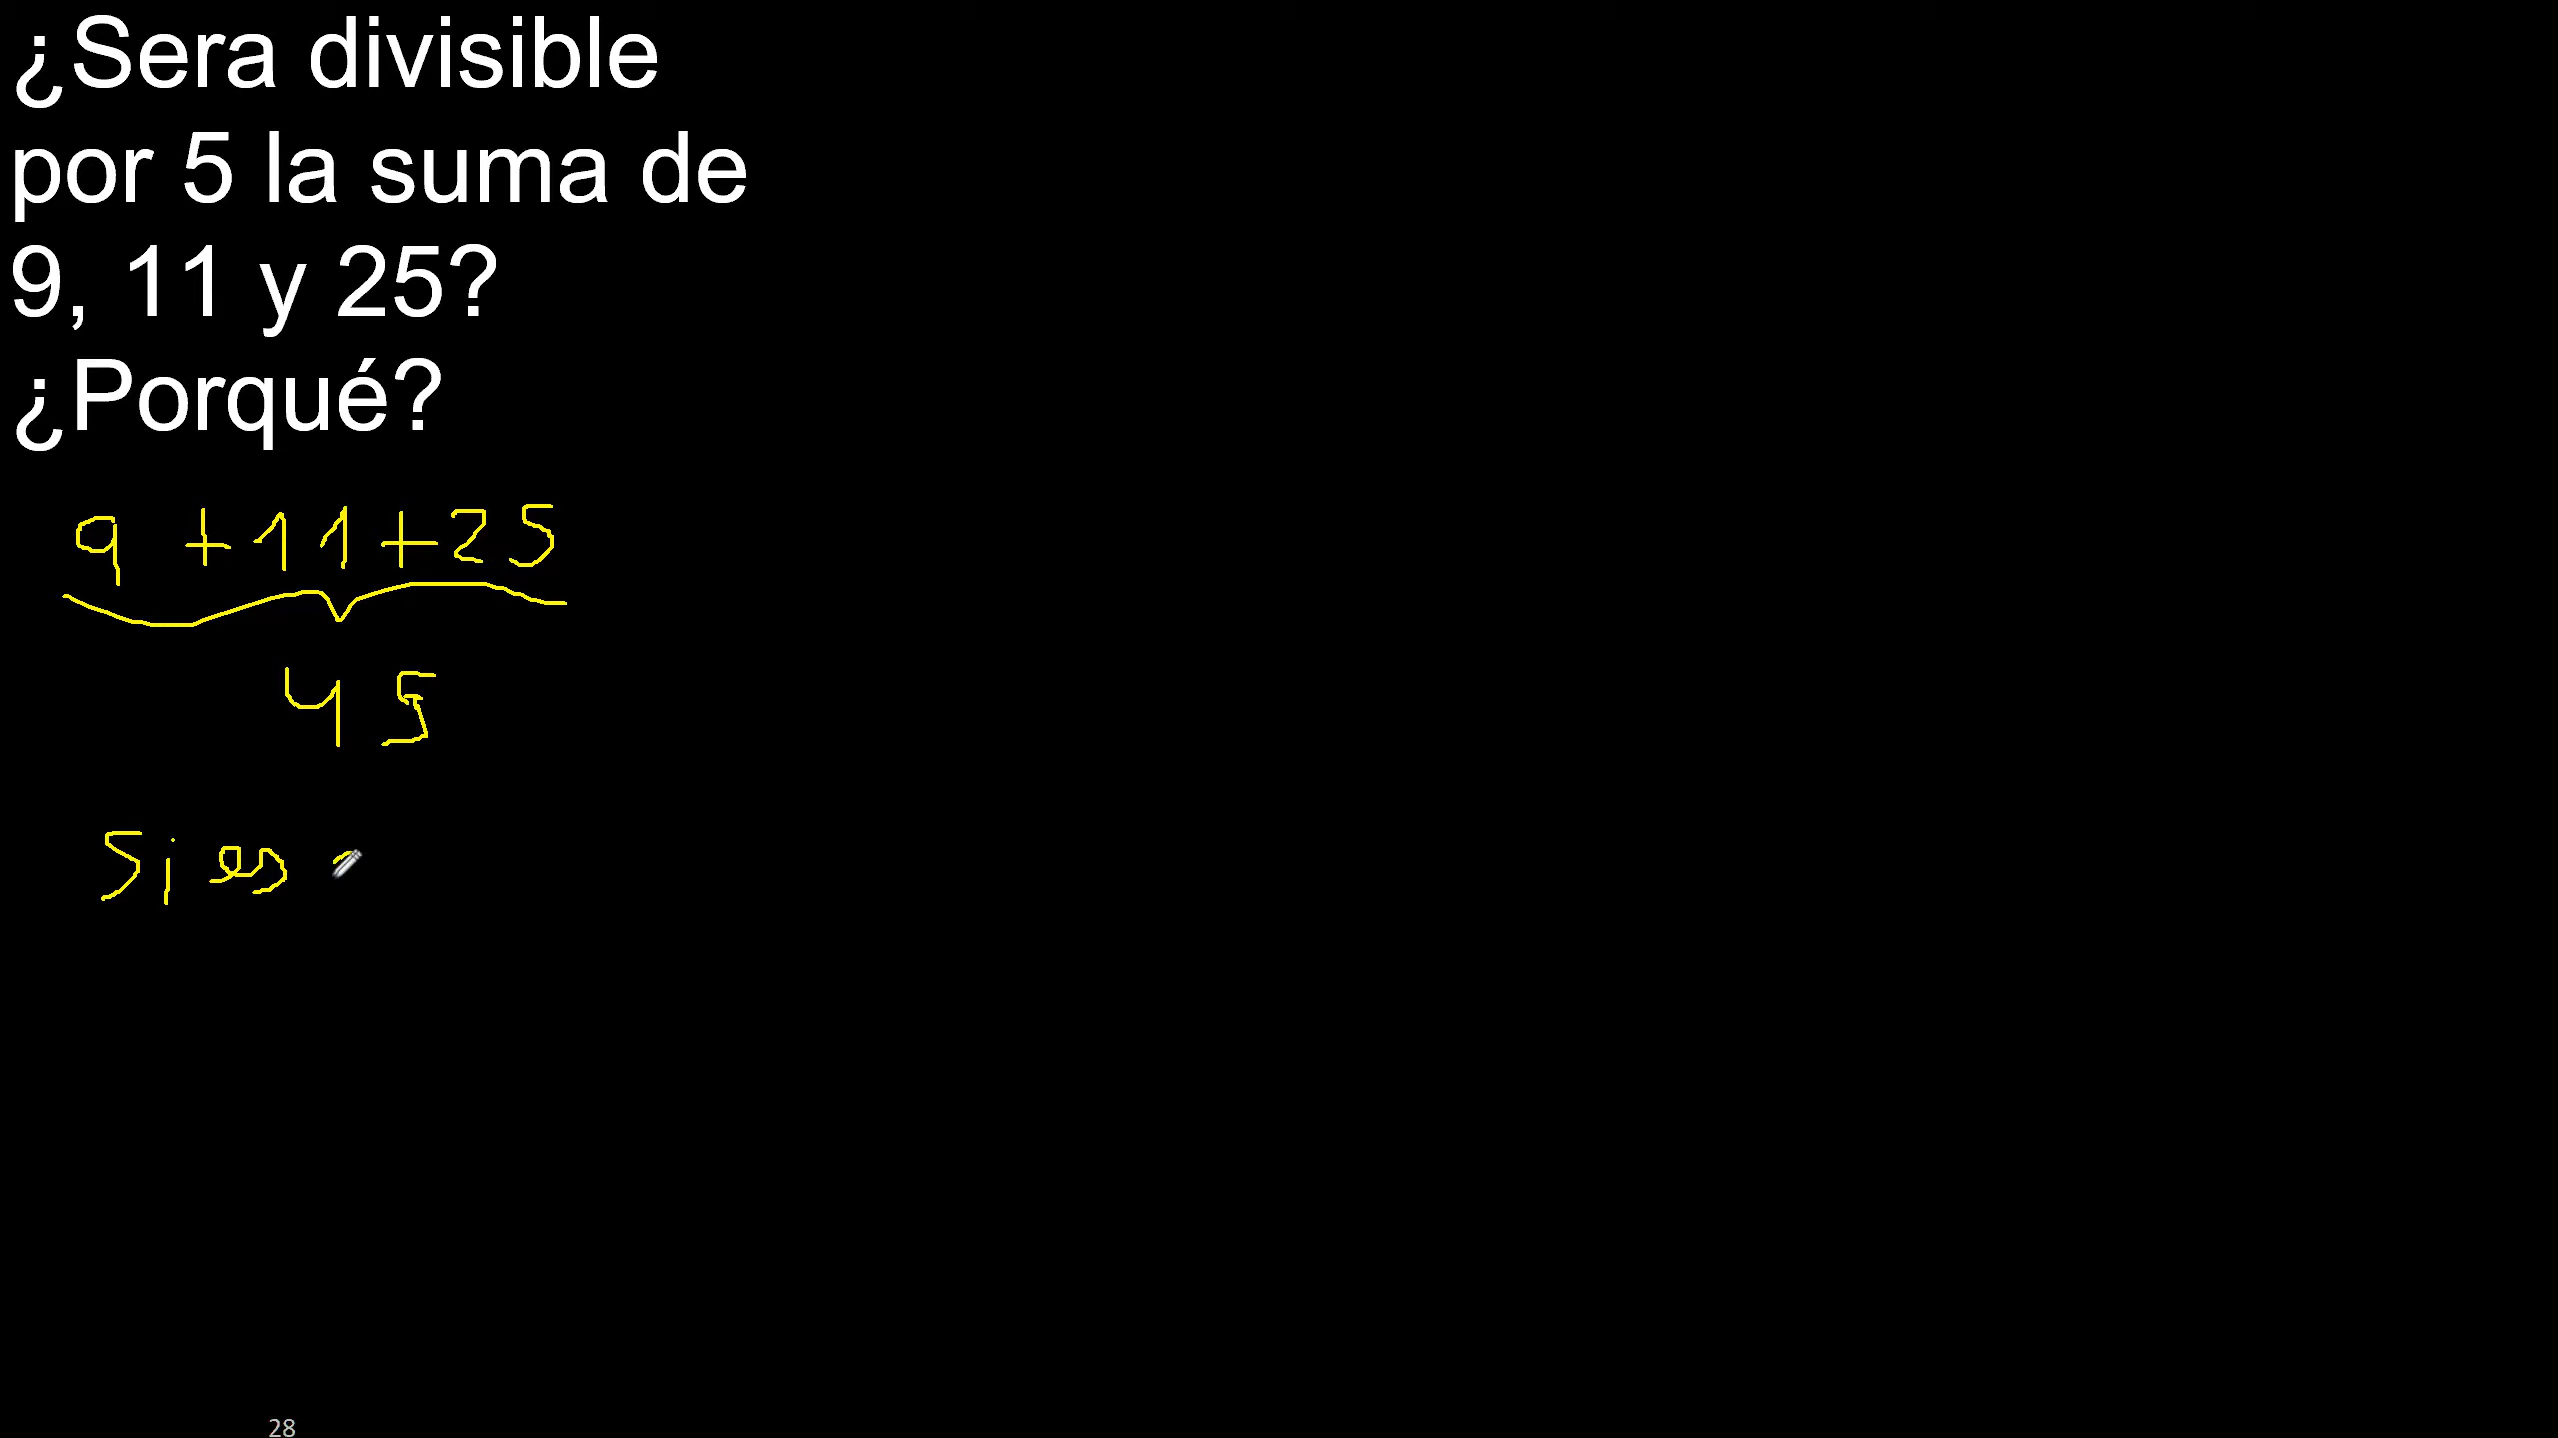 ¿Sera divisible
por 5 la suma de
9, 11 y 25?
¿Porqué?
9 + 11 + 25
45
Si es
28